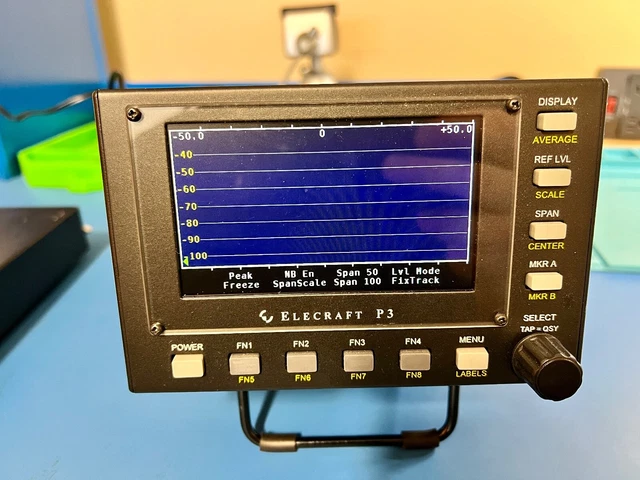 -50.0 0 +50.0
-40
-50
-60
-70
-80
-90
-100
Peak NB En Span 50 Lvl Mode
Freeze SpanScale Span 100 FixTrack
ELECRAFT P3
DISPLAY
AVERAGE
REF LVL
SCALE
SPAN
CENTER
MKR A
MKR B
SELECT
TAP = QSY
POWER FN1 FN2 FN3 FN4 MENU
FN5 FN6 FN7 FN8 LABELS